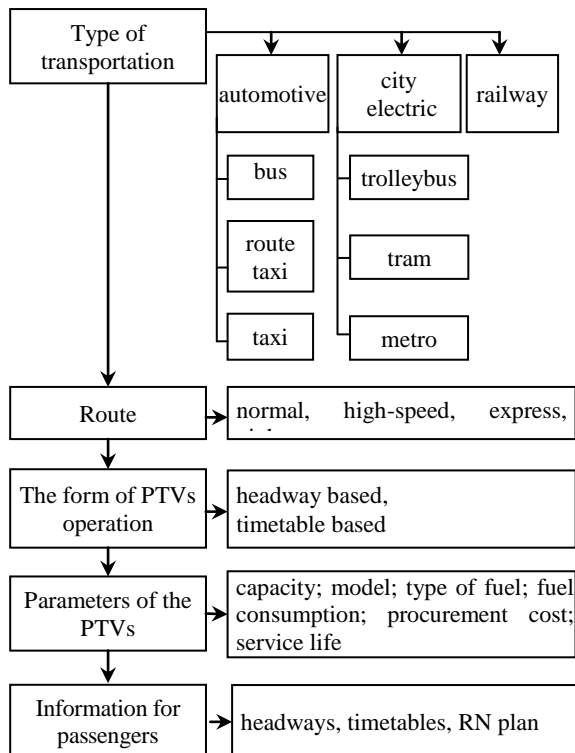 Type of
transportation
automotive
city
electric
railway
bus
trolleybus
route
taxi
tram
taxi
metro
Route
normal, high-speed, express,
The form of PTVs
operation
headway based,
timetable based
Parameters of the
PTVs
capacity; model; type of fuel; fuel
consumption; procurement cost;
service life
Information for
passengers
headways, timetables, RN plan